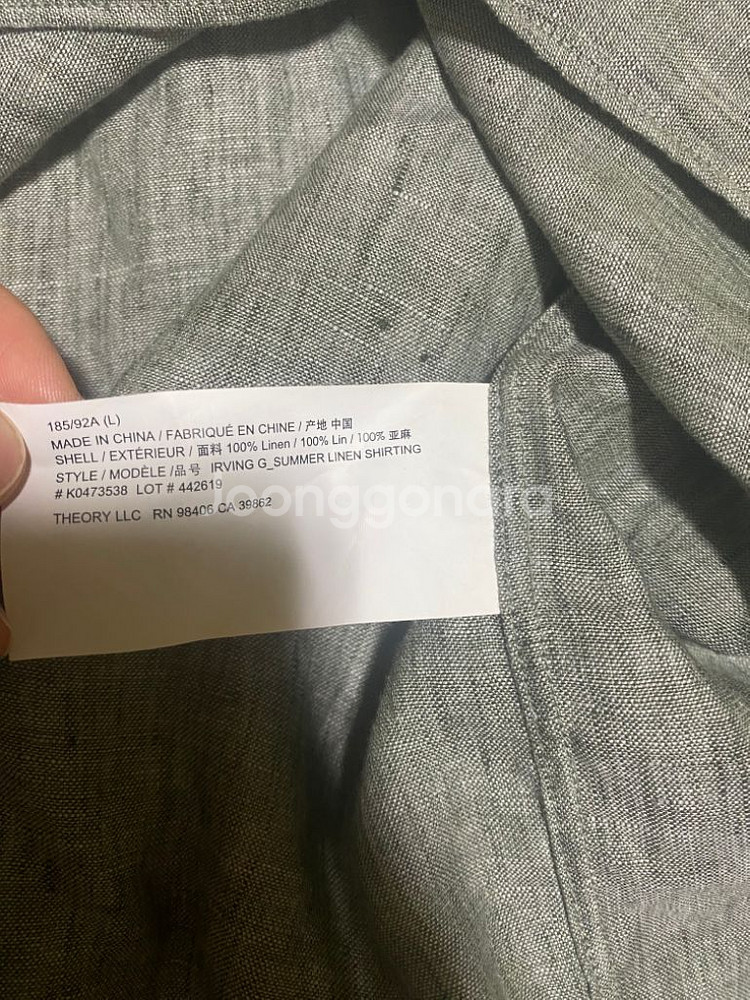 185/92A (L)
MADE IN CHINA / FABRIQUÉ EN CHINE / 产地 中国
SHELL / EXTÉRIEUR / 面料 100% Linen / 100% Lin / 100% 亚麻
STYLE / MODÈLE /品号 IRVING G_SUMMER LINEN SHIRTING
# K0473538 LOT # 442619
THEORY LLC RN 98406 CA 39862
joonggonara